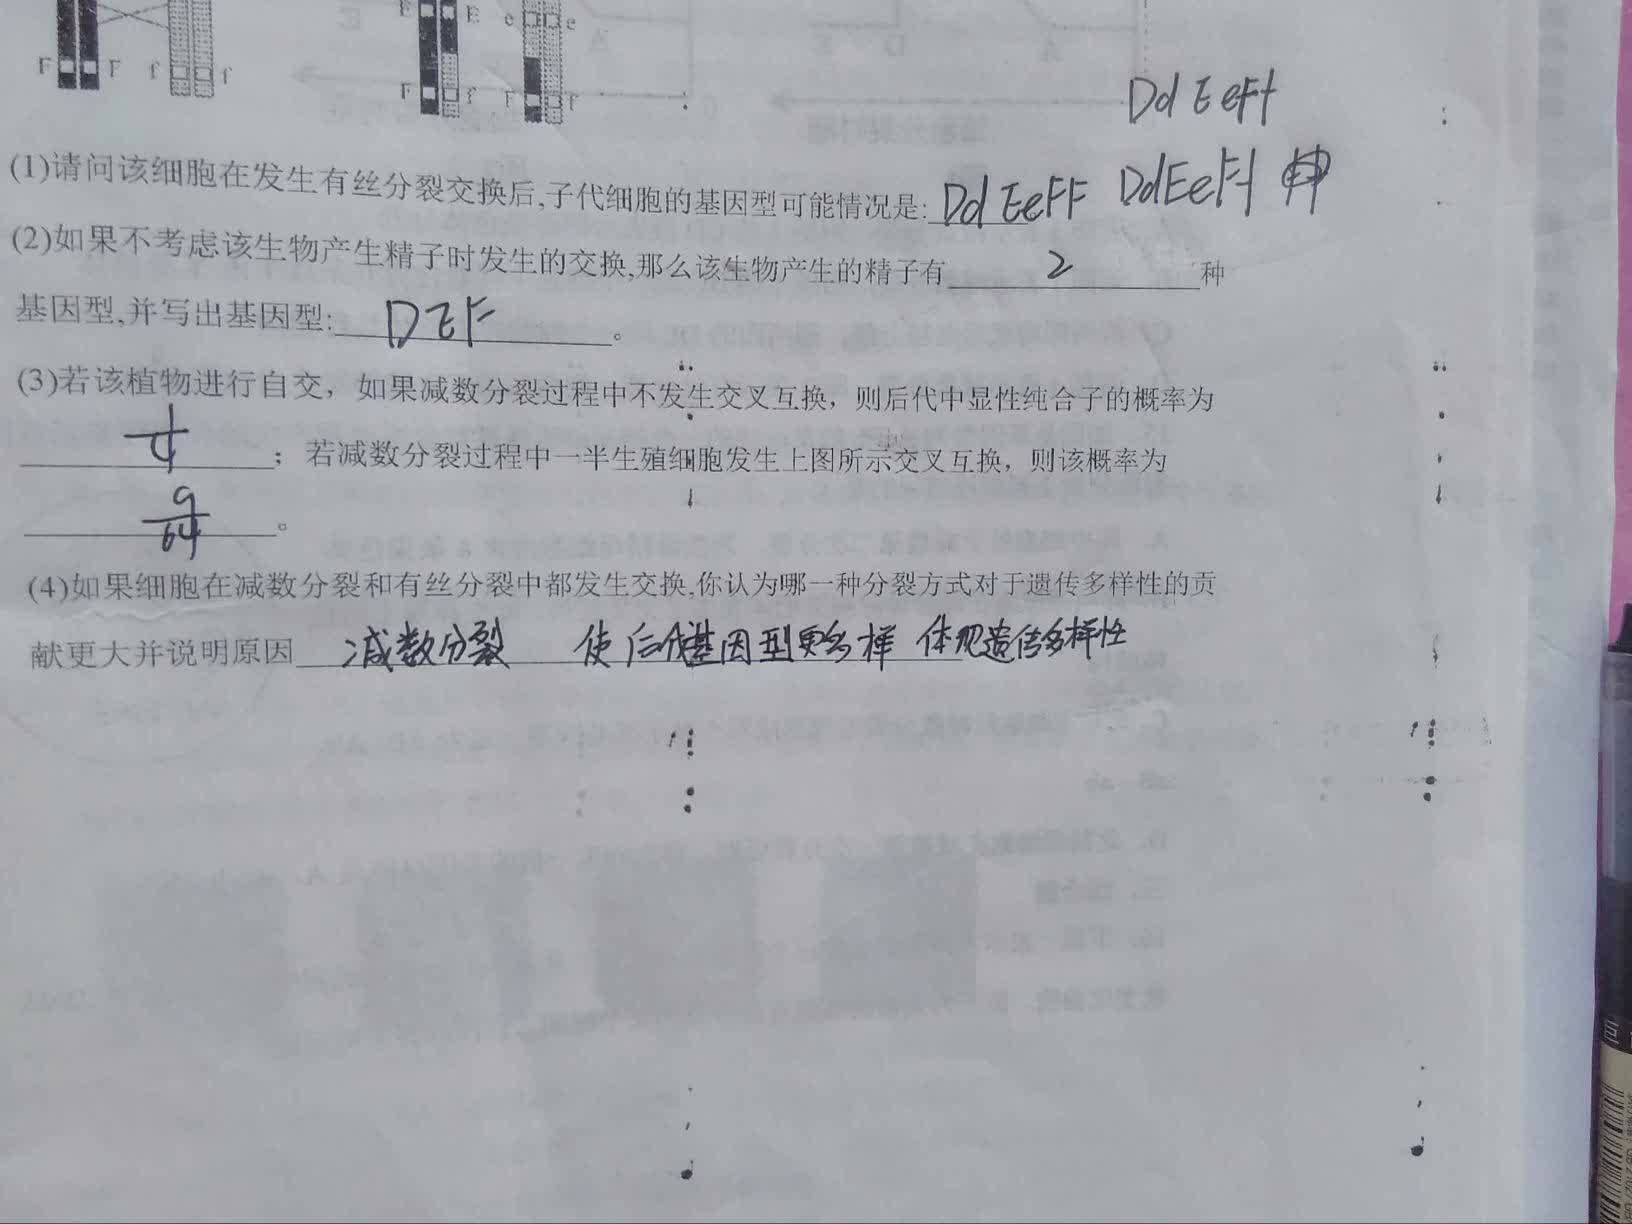 E E e e
F F f f F f F f
DdEeFf
(1)请问该细胞在发生有丝分裂交换后,子代细胞的基因型可能情况是: DdEeFF DdEeFf
(2)如果不考虑该生物产生精子时发生的交换,那么该生物产生的精子有 2 种
基因型,并写出基因型: DEF 。
(3)若该植物进行自交，如果减数分裂过程中不发生交叉互换，则后代中显性纯合子的概率为
1/4 ；若减数分裂过程中一半生殖细胞发生上图所示交叉互换，则该概率为
9/64 。
(4)如果细胞在减数分裂和有丝分裂中都发生交换,你认为哪一种分裂方式对于遗传多样性的贡
献更大并说明原因 减数分裂 使后代基因型更多样 体现遗传多样性